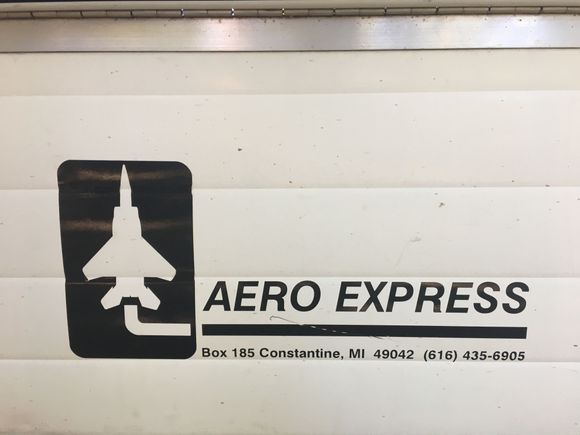 AERO EXPRESS
Box 185 Constantine, MI 49042 (616) 435-6905